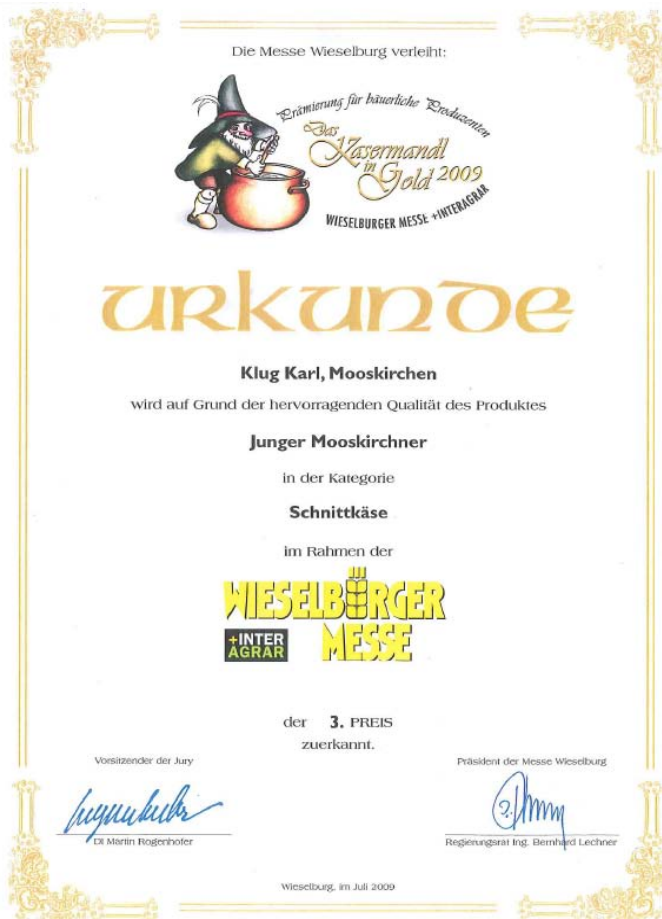 Die Messe Wieselburg verleiht:
Prämierung für bäuerliche Produzenten
Das
Kasermandl
in
Gold 2009
WIESELBURGER MESSE +INTERAGRAR
URKUNDE
Klug Karl, Mooskirchen
wird auf Grund der hervorragenden Qualität des Produktes
Junger Mooskirchner
in der Kategorie
Schnittkäse
im Rahmen der
WIESELBURGER
+INTER
AGRAR
MESSE
der 3. PREIS
zuerkannt.
Vorsitzender der Jury
Präsident der Messe Wieselburg
DI Martin Rogenhofer
Regierungsrat Ing. Bernhard Lechner
Wieselburg, im Juli 2009